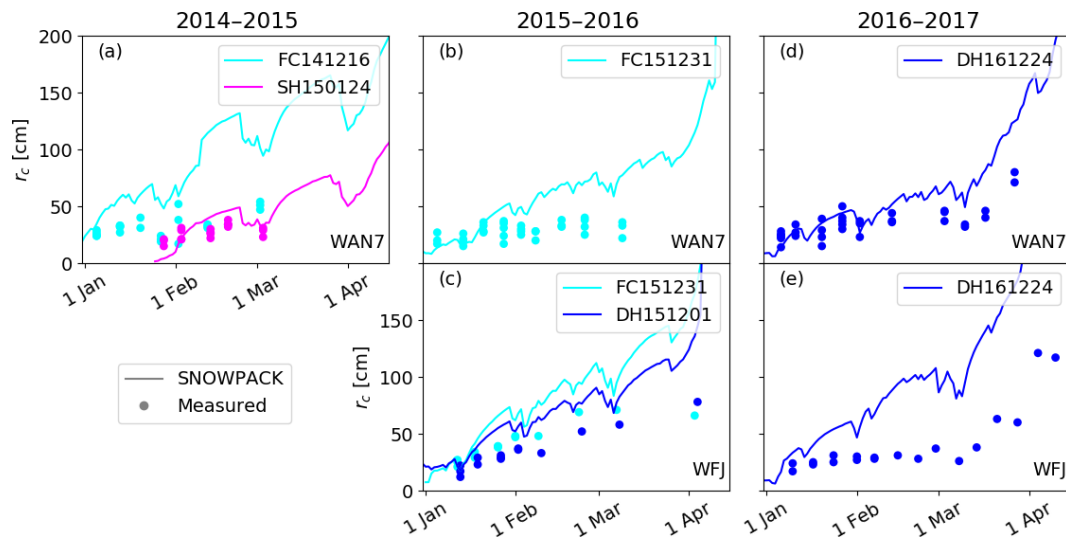 2014–2015
2015–2016
2016–2017
(a)
FC141216
SH150124
(b)
FC151231
(d)
DH161224
200
150
100
50
0
r_c [cm]
WAN7
WAN7
WAN7
1 Jan
1 Feb
1 Mar
1 Apr
(c)
FC151231
DH151201
(e)
DH161224
150
100
50
0
r_c [cm]
WFJ
WFJ
SNOWPACK
Measured
1 Jan
1 Feb
1 Mar
1 Apr
1 Jan
1 Feb
1 Mar
1 Apr